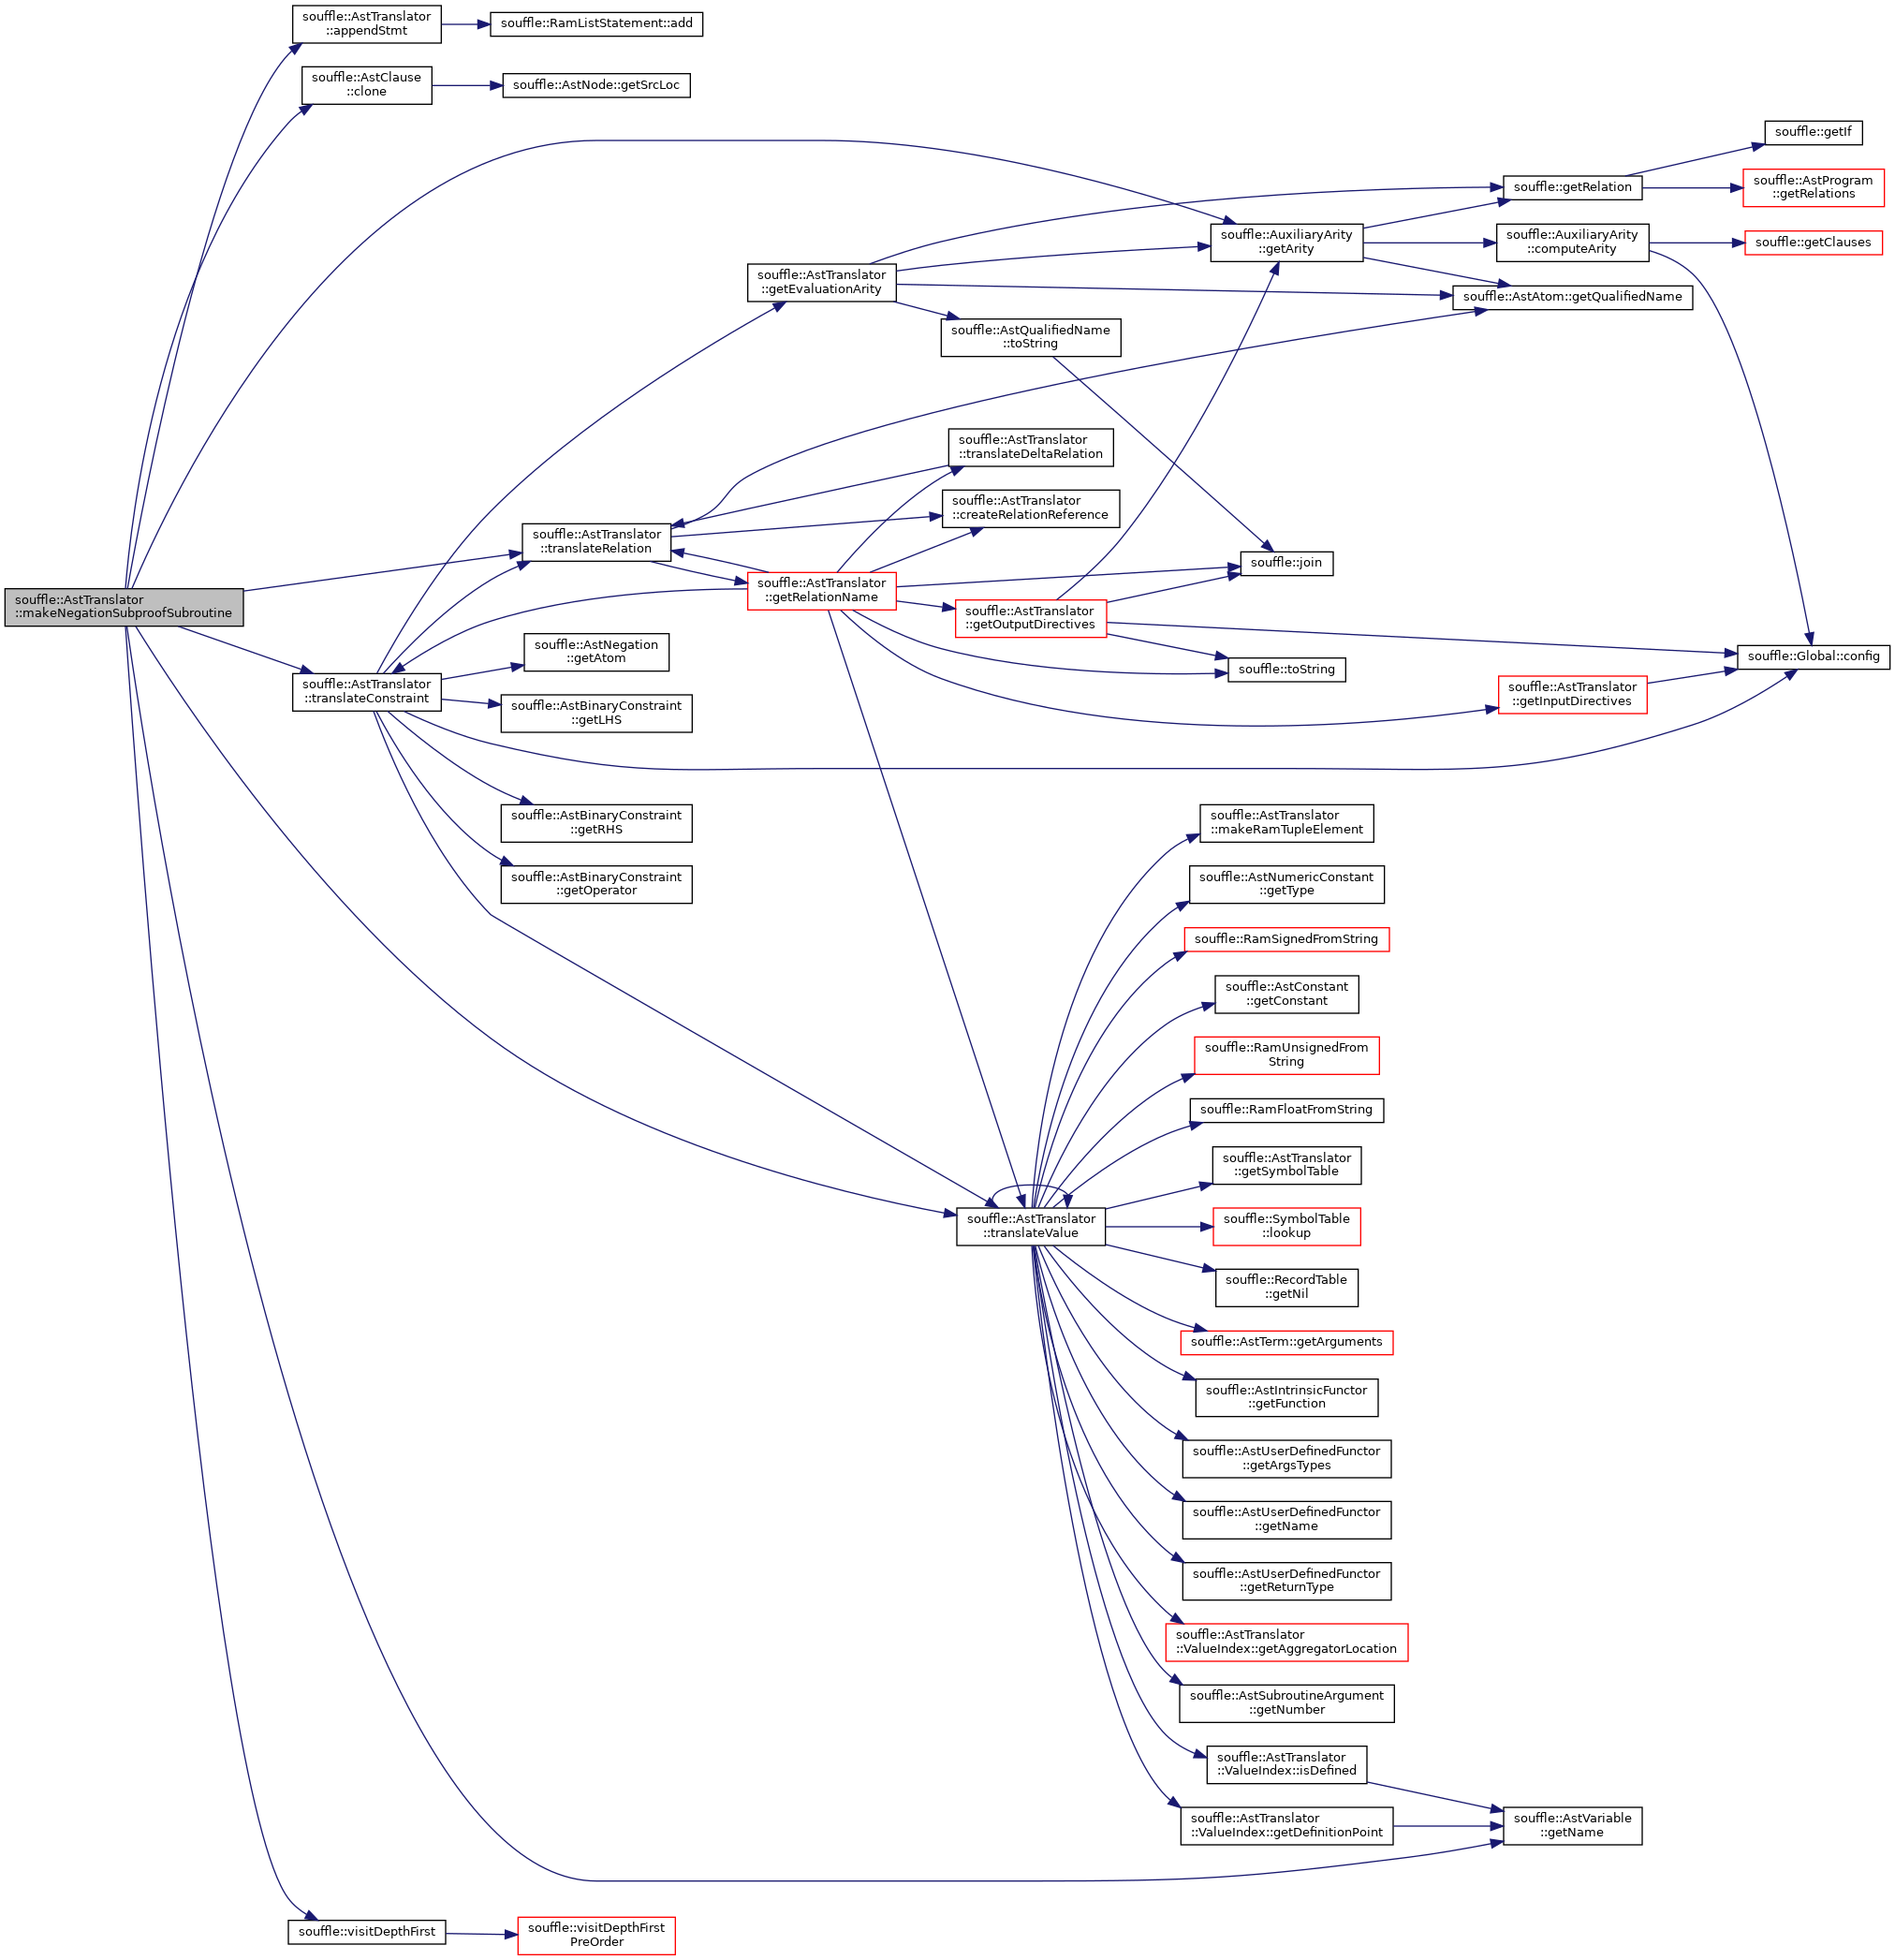 souffle::AstTranslator
::appendStmt
souffle::RamListStatement::add
souffle::AstClause
::clone
souffle::AstNode::getSrcLoc
souffle::getIf
souffle::getRelation
souffle::AstProgram
::getRelations
souffle::AuxiliaryArity
::getArity
souffle::AuxiliaryArity
::computeArity
souffle::getClauses
souffle::AstTranslator
::getEvaluationArity
souffle::AstAtom::getQualifiedName
souffle::AstQualifiedName
::toString
souffle::AstTranslator
::translateDeltaRelation
souffle::AstTranslator
::createRelationReference
souffle::AstTranslator
::translateRelation
souffle::join
souffle::AstTranslator
::makeNegationSubproofSubroutine
souffle::AstTranslator
::getRelationName
souffle::AstTranslator
::getOutputDirectives
souffle::AstNegation
::getAtom
souffle::toString
souffle::Global::config
souffle::AstTranslator
::translateConstraint
souffle::AstTranslator
::getInputDirectives
souffle::AstBinaryConstraint
::getLHS
souffle::AstBinaryConstraint
::getRHS
souffle::AstTranslator
::makeRamTupleElement
souffle::AstBinaryConstraint
::getOperator
souffle::AstNumericConstant
::getType
souffle::RamSignedFromString
souffle::AstConstant
::getConstant
souffle::RamUnsignedFrom
String
souffle::RamFloatFromString
souffle::AstTranslator
::getSymbolTable
souffle::AstTranslator
::translateValue
souffle::SymbolTable
::lookup
souffle::RecordTable
::getNil
souffle::AstTerm::getArguments
souffle::AstIntrinsicFunctor
::getFunction
souffle::AstUserDefinedFunctor
::getArgsTypes
souffle::AstUserDefinedFunctor
::getName
souffle::AstUserDefinedFunctor
::getReturnType
souffle::AstTranslator
::ValueIndex::getAggregatorLocation
souffle::AstSubroutineArgument
::getNumber
souffle::AstTranslator
::ValueIndex::isDefined
souffle::AstTranslator
::ValueIndex::getDefinitionPoint
souffle::AstVariable
::getName
souffle::visitDepthFirst
souffle::visitDepthFirst
PreOrder